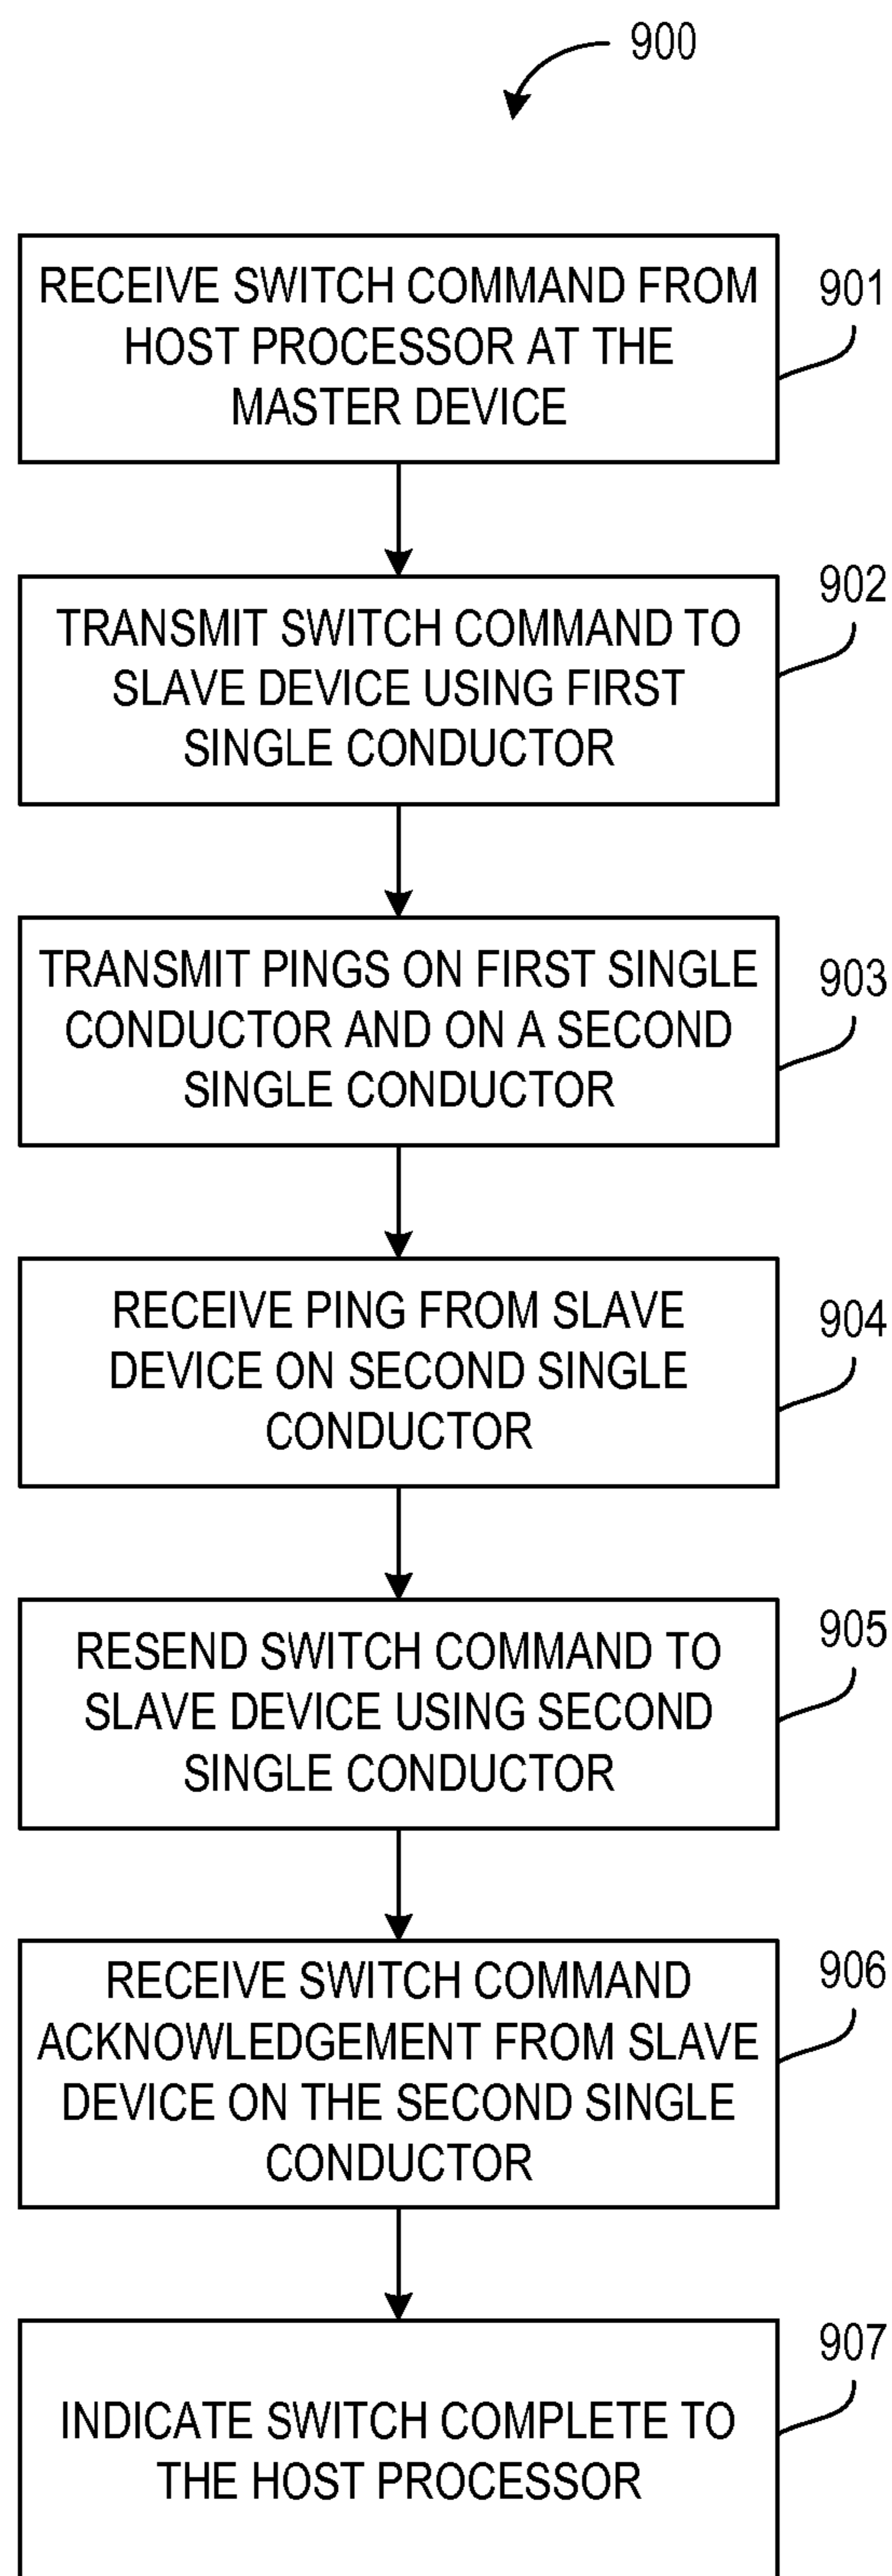 900
RECEIVE SWITCH COMMAND FROM
HOST PROCESSOR AT THE
MASTER DEVICE
901
TRANSMIT SWITCH COMMAND TO
SLAVE DEVICE USING FIRST
SINGLE CONDUCTOR
902
TRANSMIT PINGS ON FIRST SINGLE
CONDUCTOR AND ON A SECOND
SINGLE CONDUCTOR
903
RECEIVE PING FROM SLAVE
DEVICE ON SECOND SINGLE
CONDUCTOR
904
RESEND SWITCH COMMAND TO
SLAVE DEVICE USING SECOND
SINGLE CONDUCTOR
905
RECEIVE SWITCH COMMAND
ACKNOWLEDGEMENT FROM SLAVE
DEVICE ON THE SECOND SINGLE
CONDUCTOR
906
INDICATE SWITCH COMPLETE TO
THE HOST PROCESSOR
907